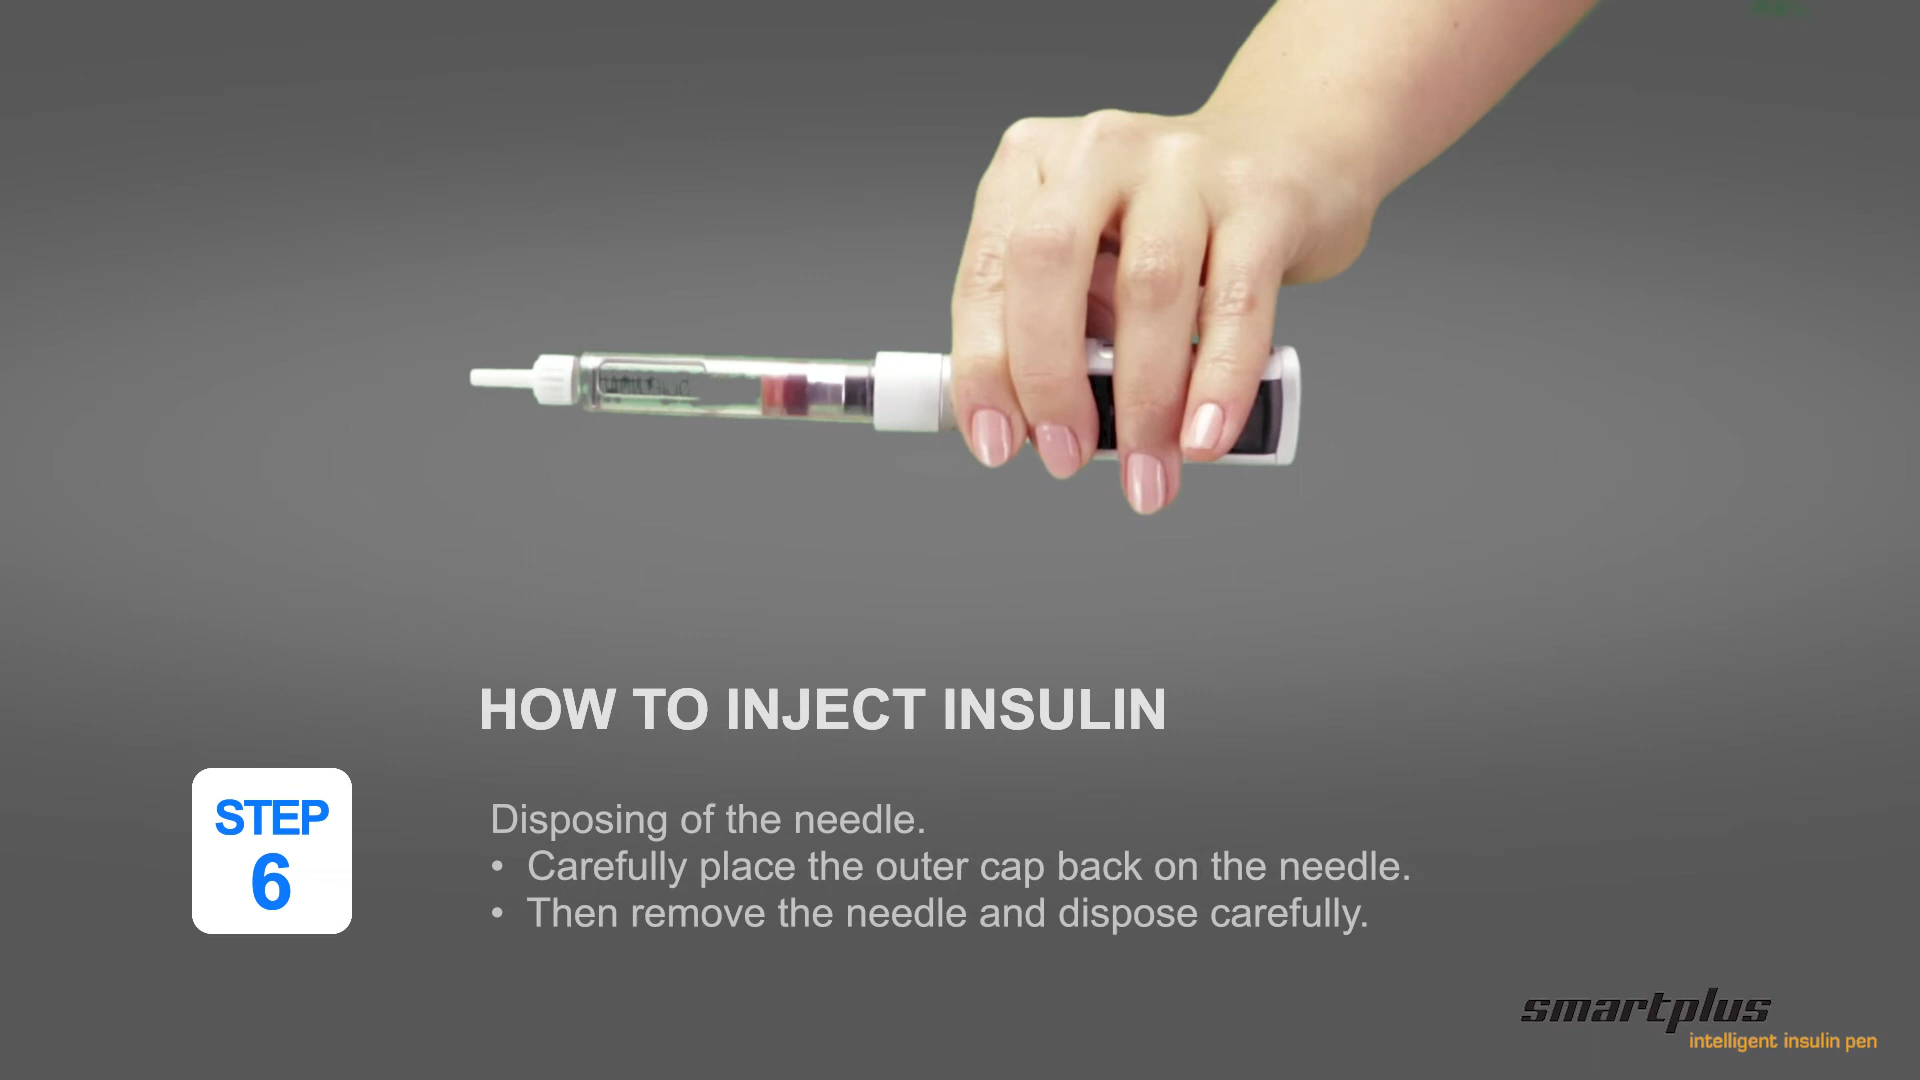 HOW TO INJECT INSULIN
STEP
6
Disposing of the needle.
• Carefully place the outer cap back on the needle.
• Then remove the needle and dispose carefully.
smartplus
intelligent insulin pen